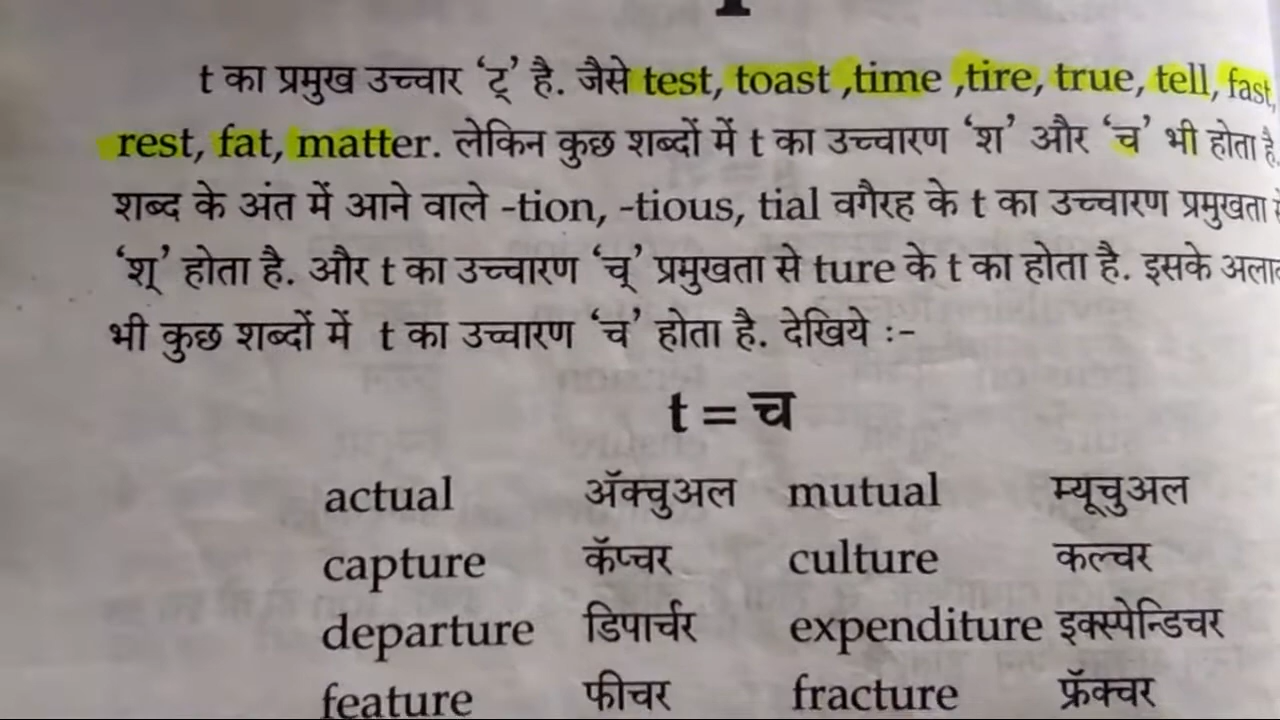 t का प्रमुख उच्चार ‘ट्’ है. जैसे test, toast ,time ,tire, true, tell, fast,
rest, fat, matter. लेकिन कुछ शब्दों में t का उच्चारण ‘श’ और ‘च’ भी होता है
शब्द के अंत में आने वाले -tion, -tious, tial वगैरह के t का उच्चारण प्रमुखता
‘श्’ होता है. और t का उच्चारण ‘च्’ प्रमुखता से ture के t का होता है. इसके
भी कुछ शब्दों में t का उच्चारण ‘च’ होता है. देखिये :-
t = च
actual ॲक्चुअल mutual म्यूचुअल
capture कॅप्चर culture कल्चर
departure डिपार्चर expenditure इक्स्पेन्डिचर
feature फीचर fracture फ्रॅक्चर